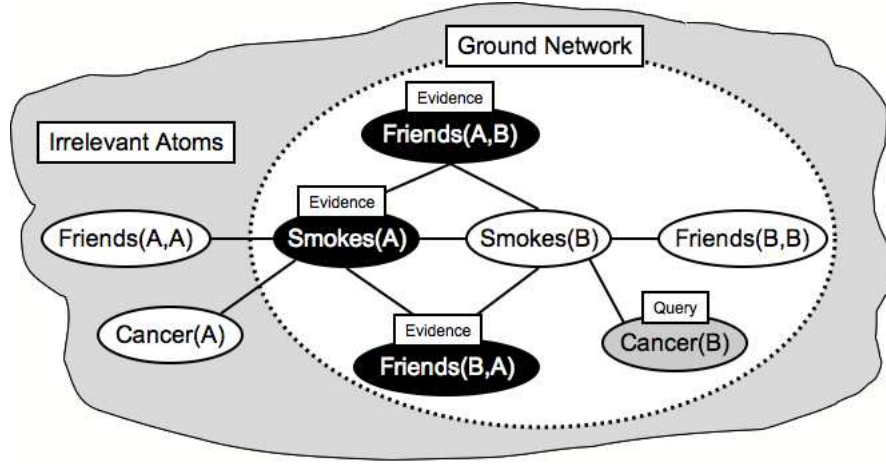 Ground Network
Evidence
Friends(A,B)
Irrelevant Atoms
Evidence
Friends(A,A)
Smokes(A)
Smokes(B)
Friends(B,B)
Query
Cancer(A)
Evidence
Cancer(B)
Friends(B,A)